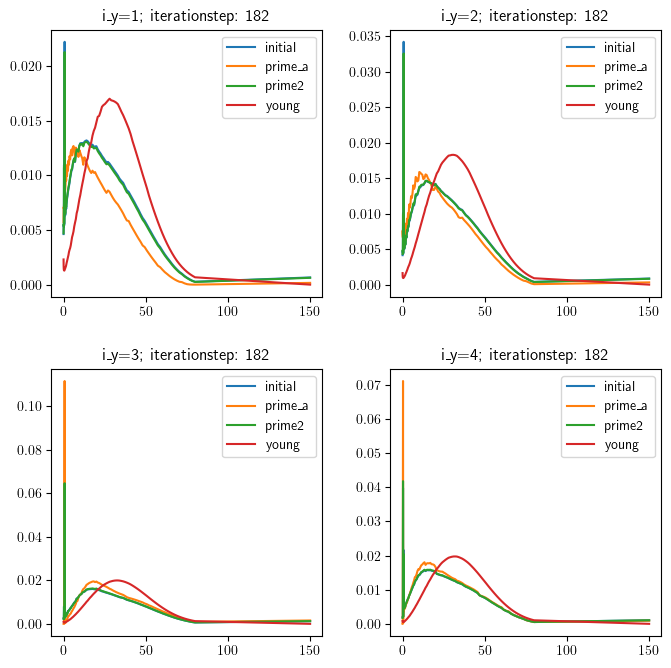 i_y=1; iterationstep: 182
initial
prime_a
prime2
young
0.020
0.015
0.010
0.005
0.000
0
50
100
150
i_y=2; iterationstep: 182
initial
prime_a
prime2
young
0.035
0.030
0.025
0.020
0.015
0.010
0.005
0.000
0
50
100
150
i_y=3; iterationstep: 182
initial
prime_a
prime2
young
0.10
0.08
0.06
0.04
0.02
0.00
0
50
100
150
i_y=4; iterationstep: 182
initial
prime_a
prime2
young
0.07
0.06
0.05
0.04
0.03
0.02
0.01
0.00
0
50
100
150